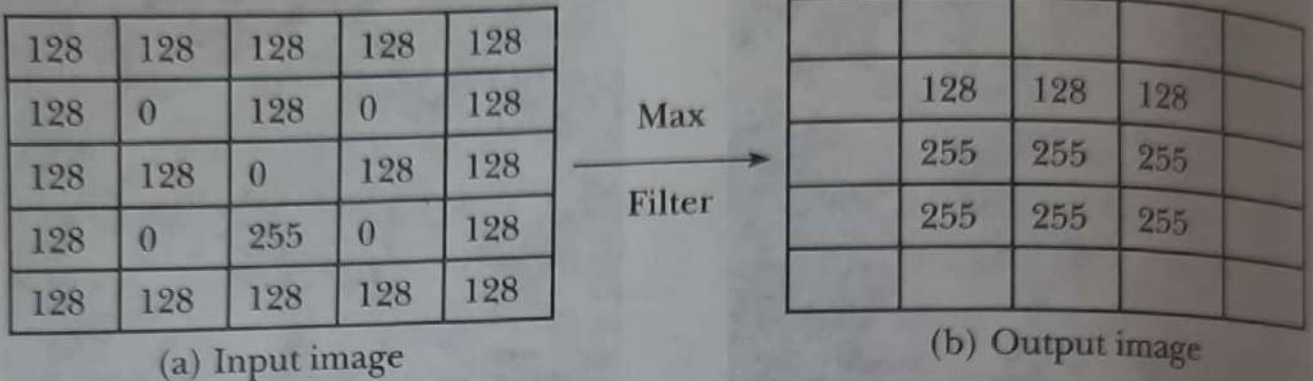 128 128 128 128 128
128 0 128 0 128
128 128 0 128 128
128 0 255 0 128
128 128 128 128 128
(a) Input image
Max
Filter
128 128 128
255 255 255
255 255 255
(b) Output image